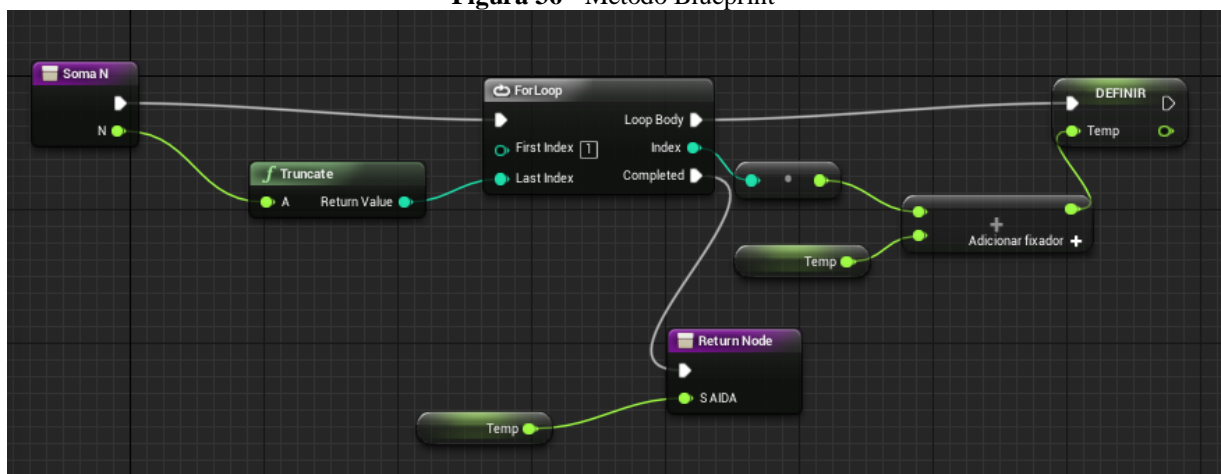 Figura 56 - Método Blueprint
Soma N
N
Truncate
A
Return Value
ForLoop
First Index 1
Last Index
Loop Body
Index
Completed
DEFINIR
Temp
Adicionar fixador +
Temp
Return Node
SAIDA
Temp